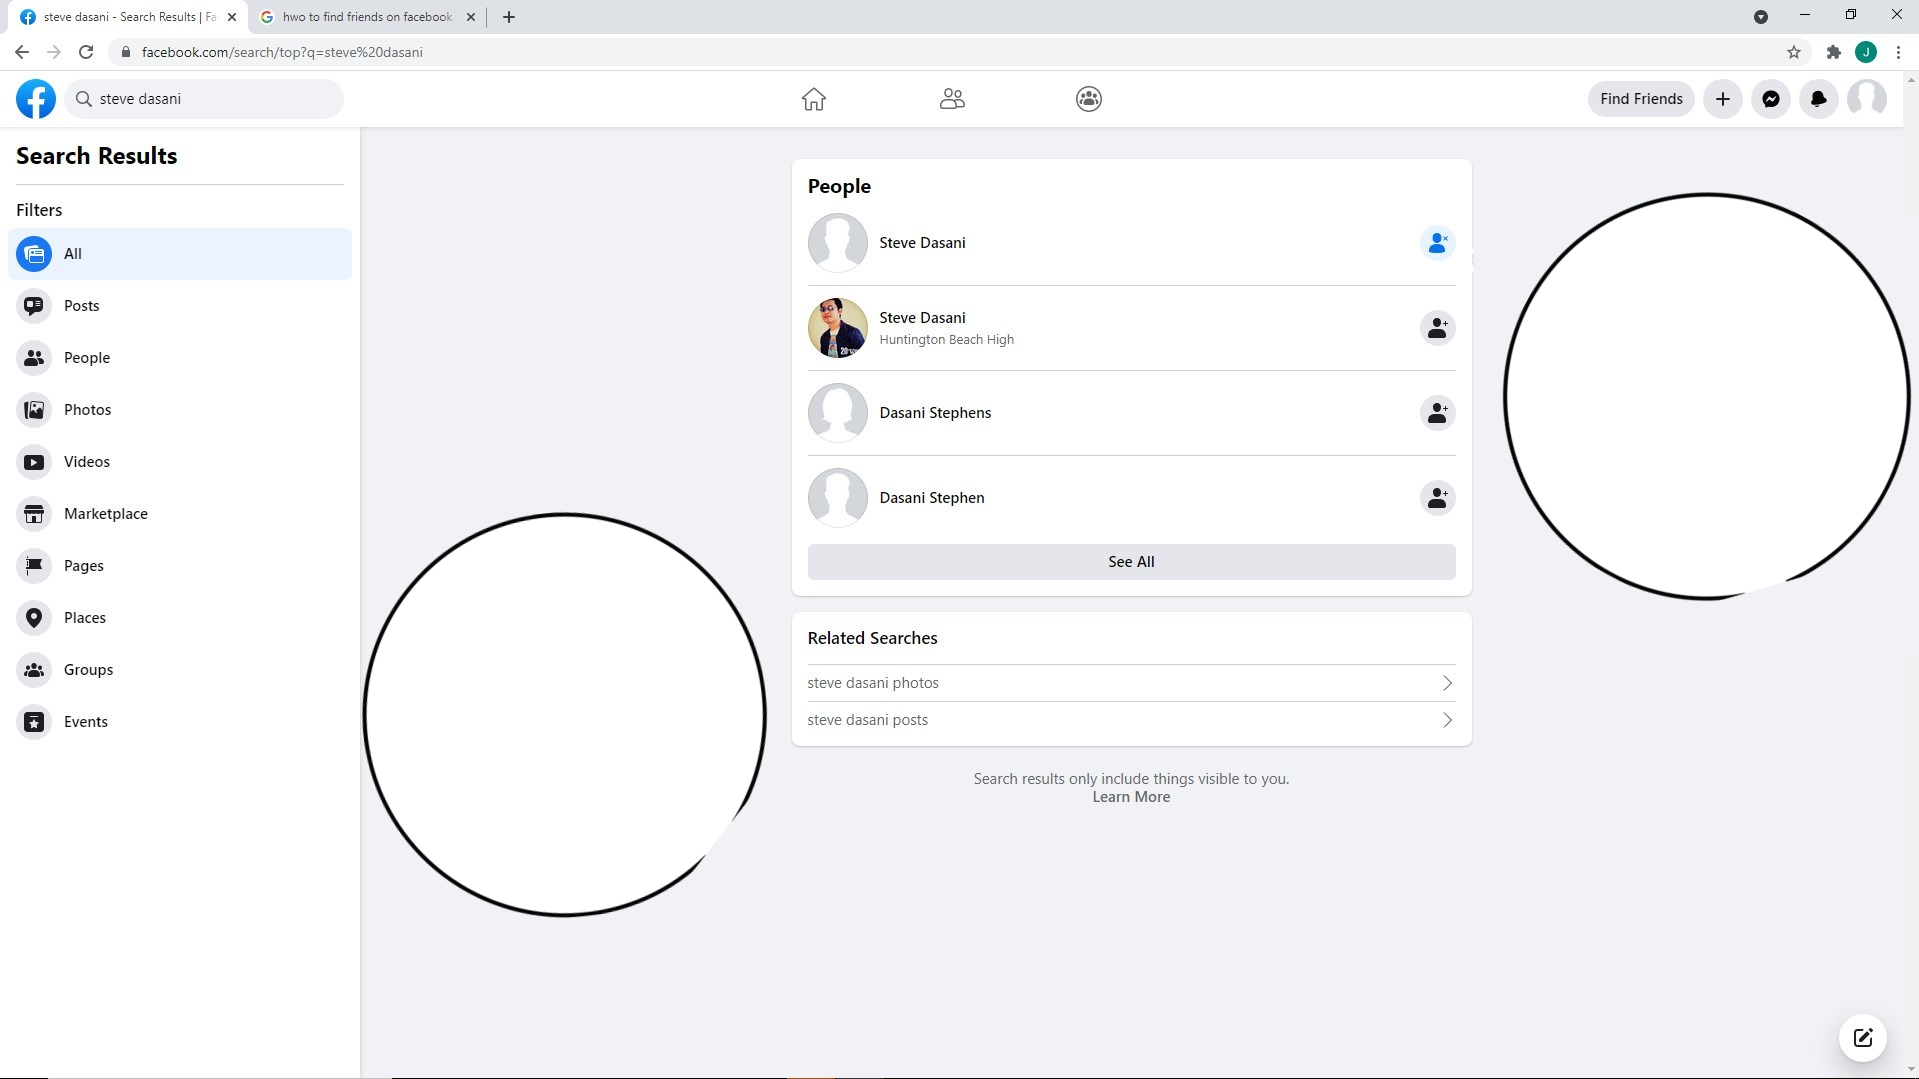 steve dasani - Search Results | Fa
hwo to find friends on facebook
facebook.com/search/top?q=steve%20dasani
J
steve dasani
Find Friends
Search Results
Filters
All
Posts
People
Photos
Videos
Marketplace
Pages
Places
Groups
Events
People
Steve Dasani
Steve Dasani
Huntington Beach High
Dasani Stephens
Dasani Stephen
See All
Related Searches
steve dasani photos
steve dasani posts
Search results only include things visible to you.
Learn More